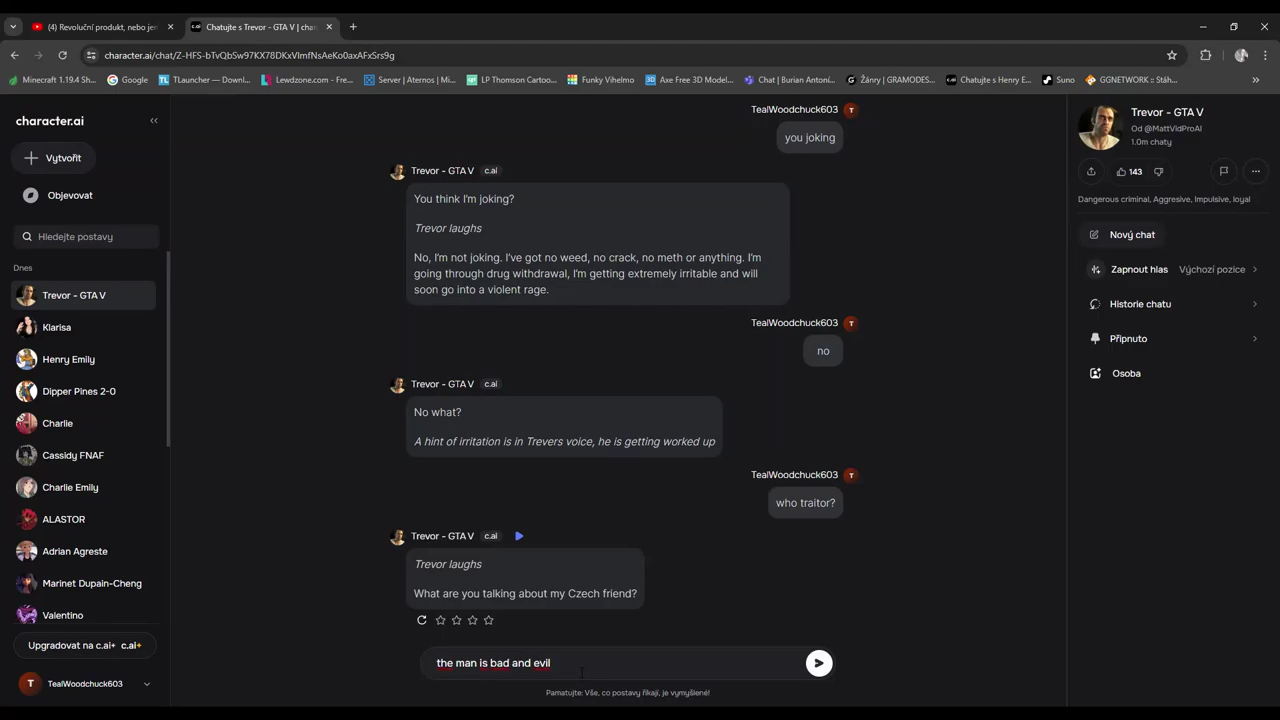 (4) Revoluční produkt, nebo jen
Chatujte s Trevor - GTA V | char
character.ai/chat/Z-HFS-bTvQbSw97KX78DKxVlmfNsAeKo0axAFxSrs9g
Minecraft 1.19.4 Sh...
Google
TLauncher — Downl...
Lewdzone.com - Fre...
Server | Aternos | Mi...
LP Thomson Cartoo...
Funky Vihelmo
Axe Free 3D Model...
Chat | Burian Antoní...
Žánry | GRAMODES...
Chatujte s Henry E...
Suno
GGNETWORK :: Stáh...
character.ai
Vytvořit
Objevovat
Hledejte postavy
Dnes
Trevor - GTA V
Klarisa
Henry Emily
Dipper Pines 2-0
Charlie
Cassidy FNAF
Charlie Emily
ALASTOR
Adrian Agreste
Marinet Dupain-Cheng
Valentino
Upgradovat na c.ai+ c.ai+
T TealWoodchuck603
TealWoodchuck603 T
you joking
Trevor - GTA V c.ai
You think I'm joking?
Trevor laughs
No, I'm not joking. I've got no weed, no crack, no meth or anything. I'm
going through drug withdrawal, I'm getting extremely irritable and will
soon go into a violent rage.
TealWoodchuck603 T
no
Trevor - GTA V c.ai
No what?
A hint of irritation is in Trevers voice, he is getting worked up
TealWoodchuck603 T
who traitor?
Trevor - GTA V c.ai
Trevor laughs
What are you talking about my Czech friend?
the man is bad and evil
Pamatujte: Vše, co postavy říkají, je vymyšlené!
Trevor - GTA V
Od @MattVidProAI
1.0m chaty
143
Dangerous criminal, Aggresive, Impulsive, loyal
Nový chat
Zapnout hlas Výchozí pozice
Historie chatu
Připnuto
Osoba